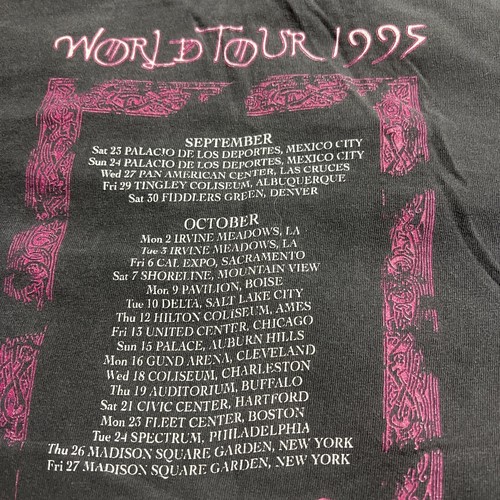 WORLD TOUR 1995
SEPTEMBER
Sat 23 PALACIO DE LOS DEPORTES, MEXICO CITY
Sun 24 PALACIO DE LOS DEPORTES, MEXICO CITY
Wed 27 PAN AMERICAN CENTER, LAS CRUCES
Fri 29 TINGLEY COLISEUM, ALBUQUERQUE
Sat 30 FIDDLERS GREEN, DENVER
OCTOBER
Mon 2 IRVINE MEADOWS, LA
Tue 3 IRVINE MEADOWS, LA
Fri 6 CAL EXPO, SACRAMENTO
Sat 7 SHORELINE, MOUNTAIN VIEW
Mon 9 PAVILION, BOISE
Tue 10 DELTA, SALT LAKE CITY
Thu 12 HILTON COLISEUM, AMES
Fri 13 UNITED CENTER, CHICAGO
Sun 15 PALACE, AUBURN HILLS
Mon 16 GUND ARENA, CLEVELAND
Wed 18 COLISEUM, CHARLESTON
Thu 19 AUDITORIUM, BUFFALO
Sat 21 CIVIC CENTER, HARTFORD
Mon 23 FLEET CENTER, BOSTON
Tue 24 SPECTRUM, PHILADELPHIA
Thu 26 MADISON SQUARE GARDEN, NEW YORK
Fri 27 MADISON SQUARE GARDEN, NEW YORK